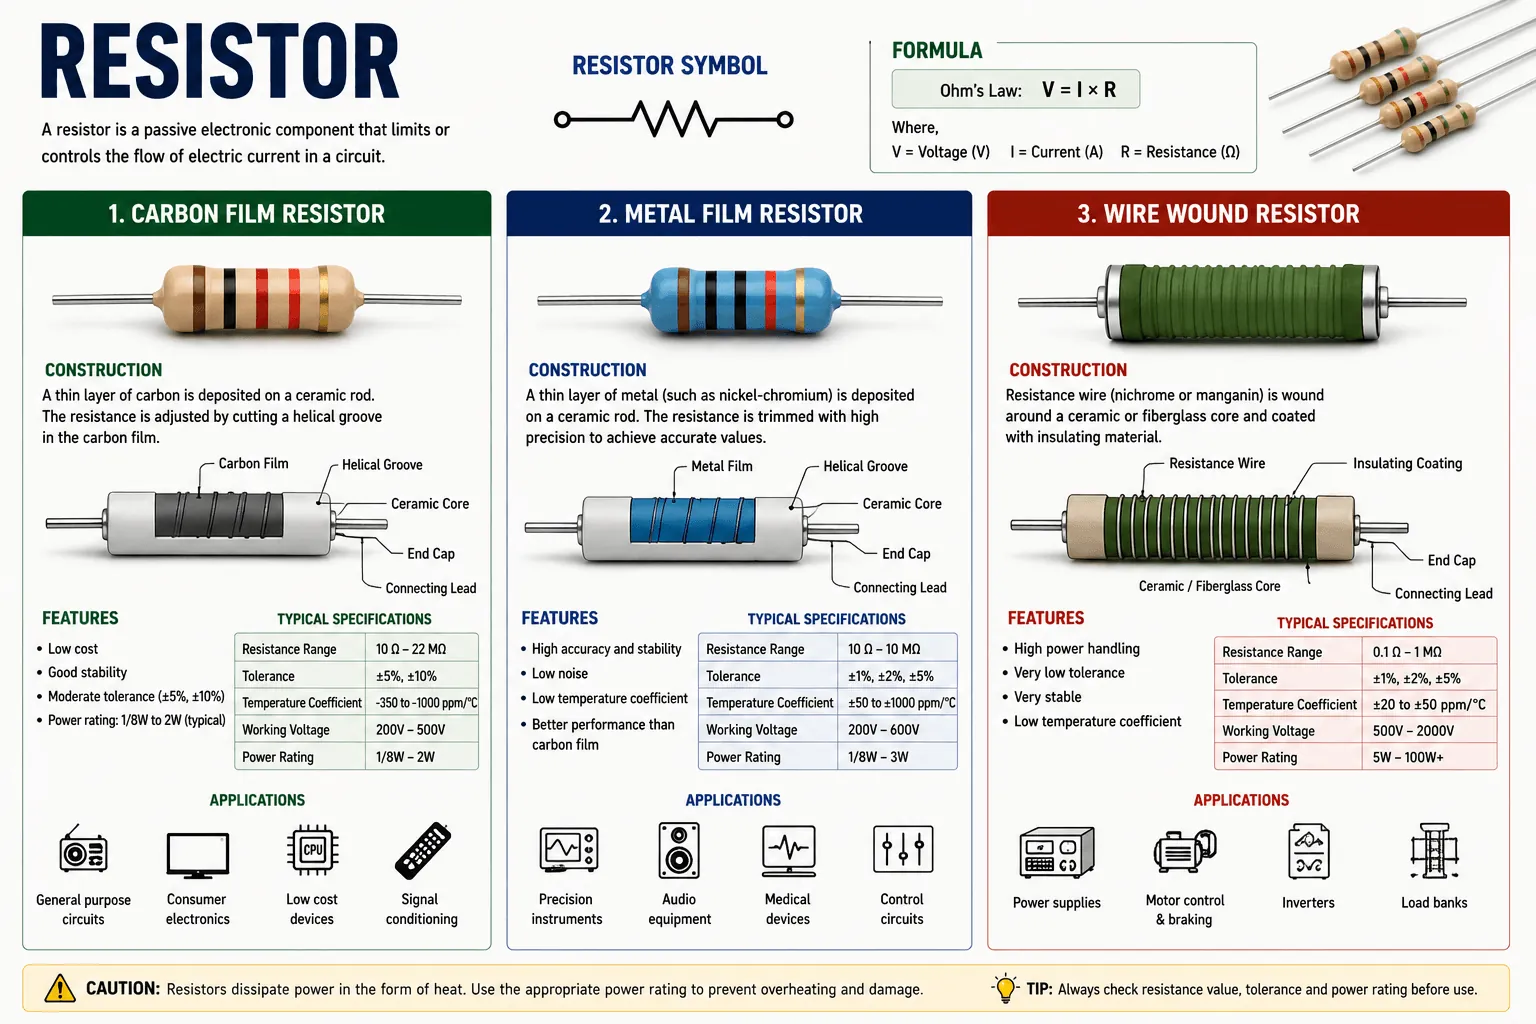 RESISTOR
A resistor is a passive electronic component that limits or
controls the flow of electric current in a circuit.
RESISTOR SYMBOL
FORMULA
Ohm's Law: V = I × R
Where,
V = Voltage (V) I = Current (A) R = Resistance (Ω)
1. CARBON FILM RESISTOR
CONSTRUCTION
A thin layer of carbon is deposited on a ceramic rod.
The resistance is adjusted by cutting a helical groove
in the carbon film.
Carbon Film
Helical Groove
Ceramic Core
End Cap
Connecting Lead
FEATURES
• Low cost
• Good stability
• Moderate tolerance (±5%, ±10%)
• Power rating: 1/8W to 2W (typical)
TYPICAL SPECIFICATIONS
Resistance Range 10 Ω – 22 MΩ
Tolerance ±5%, ±10%
Temperature Coefficient -350 to -1000 ppm/°C
Working Voltage 200V – 500V
Power Rating 1/8W – 2W
APPLICATIONS
CPU
General purpose
circuits
Consumer
electronics
Low cost
devices
Signal
conditioning
2. METAL FILM RESISTOR
CONSTRUCTION
A thin layer of metal (such as nickel-chromium) is deposited
on a ceramic rod. The resistance is trimmed with high
precision to achieve accurate values.
Metal Film
Helical Groove
Ceramic Core
End Cap
Connecting Lead
FEATURES
• High accuracy and stability
• Low noise
• Low temperature coefficient
• Better performance than
carbon film
TYPICAL SPECIFICATIONS
Resistance Range 10 Ω – 10 MΩ
Tolerance ±1%, ±2%, ±5%
Temperature Coefficient ±50 to ±1000 ppm/°C
Working Voltage 200V – 600V
Power Rating 1/8W – 3W
APPLICATIONS
Precision
instruments
Audio
equipment
Medical
devices
Control
circuits
3. WIRE WOUND RESISTOR
CONSTRUCTION
Resistance wire (nichrome or manganin) is wound
around a ceramic or fiberglass core and coated
with insulating material.
Resistance Wire
Insulating Coating
End Cap
Ceramic / Fiberglass Core
Connecting Lead
FEATURES
• High power handling
• Very low tolerance
• Very stable
• Low temperature coefficient
TYPICAL SPECIFICATIONS
Resistance Range 0.1 Ω – 1 MΩ
Tolerance ±1%, ±2%, ±5%
Temperature Coefficient ±20 to ±50 ppm/°C
Working Voltage 500V – 2000V
Power Rating 5W – 100W+
APPLICATIONS
Power supplies
Motor control
& braking
Inverters
Load banks
CAUTION: Resistors dissipate power in the form of heat. Use the appropriate power rating to prevent overheating and damage.
TIP: Always check resistance value, tolerance and power rating before use.